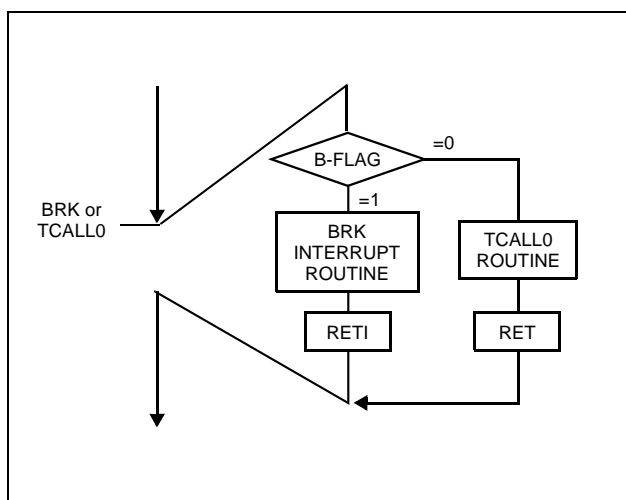 B-FLAG
=0
=1
BRK or
TCALL0
BRK
INTERRUPT
ROUTINE
TCALL0
ROUTINE
RETI
RET